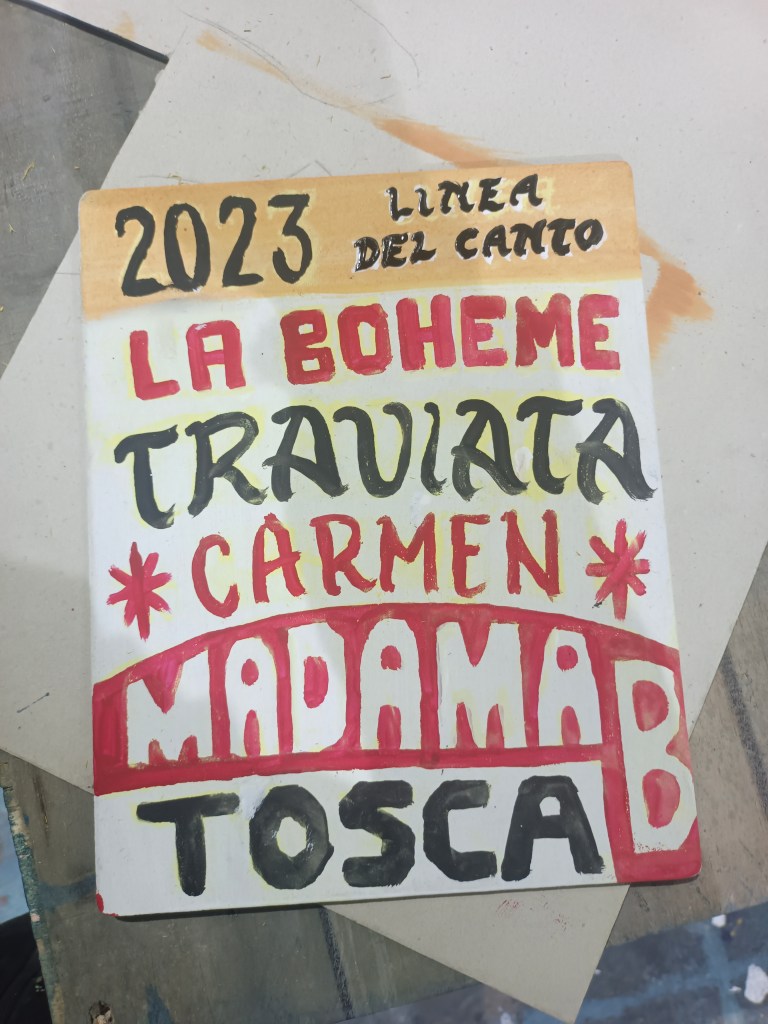 2023 LINEA
DEL CANTO
LA BOHEME
TRAVIATA
*CARMEN*
MADAMA B
TOSCA